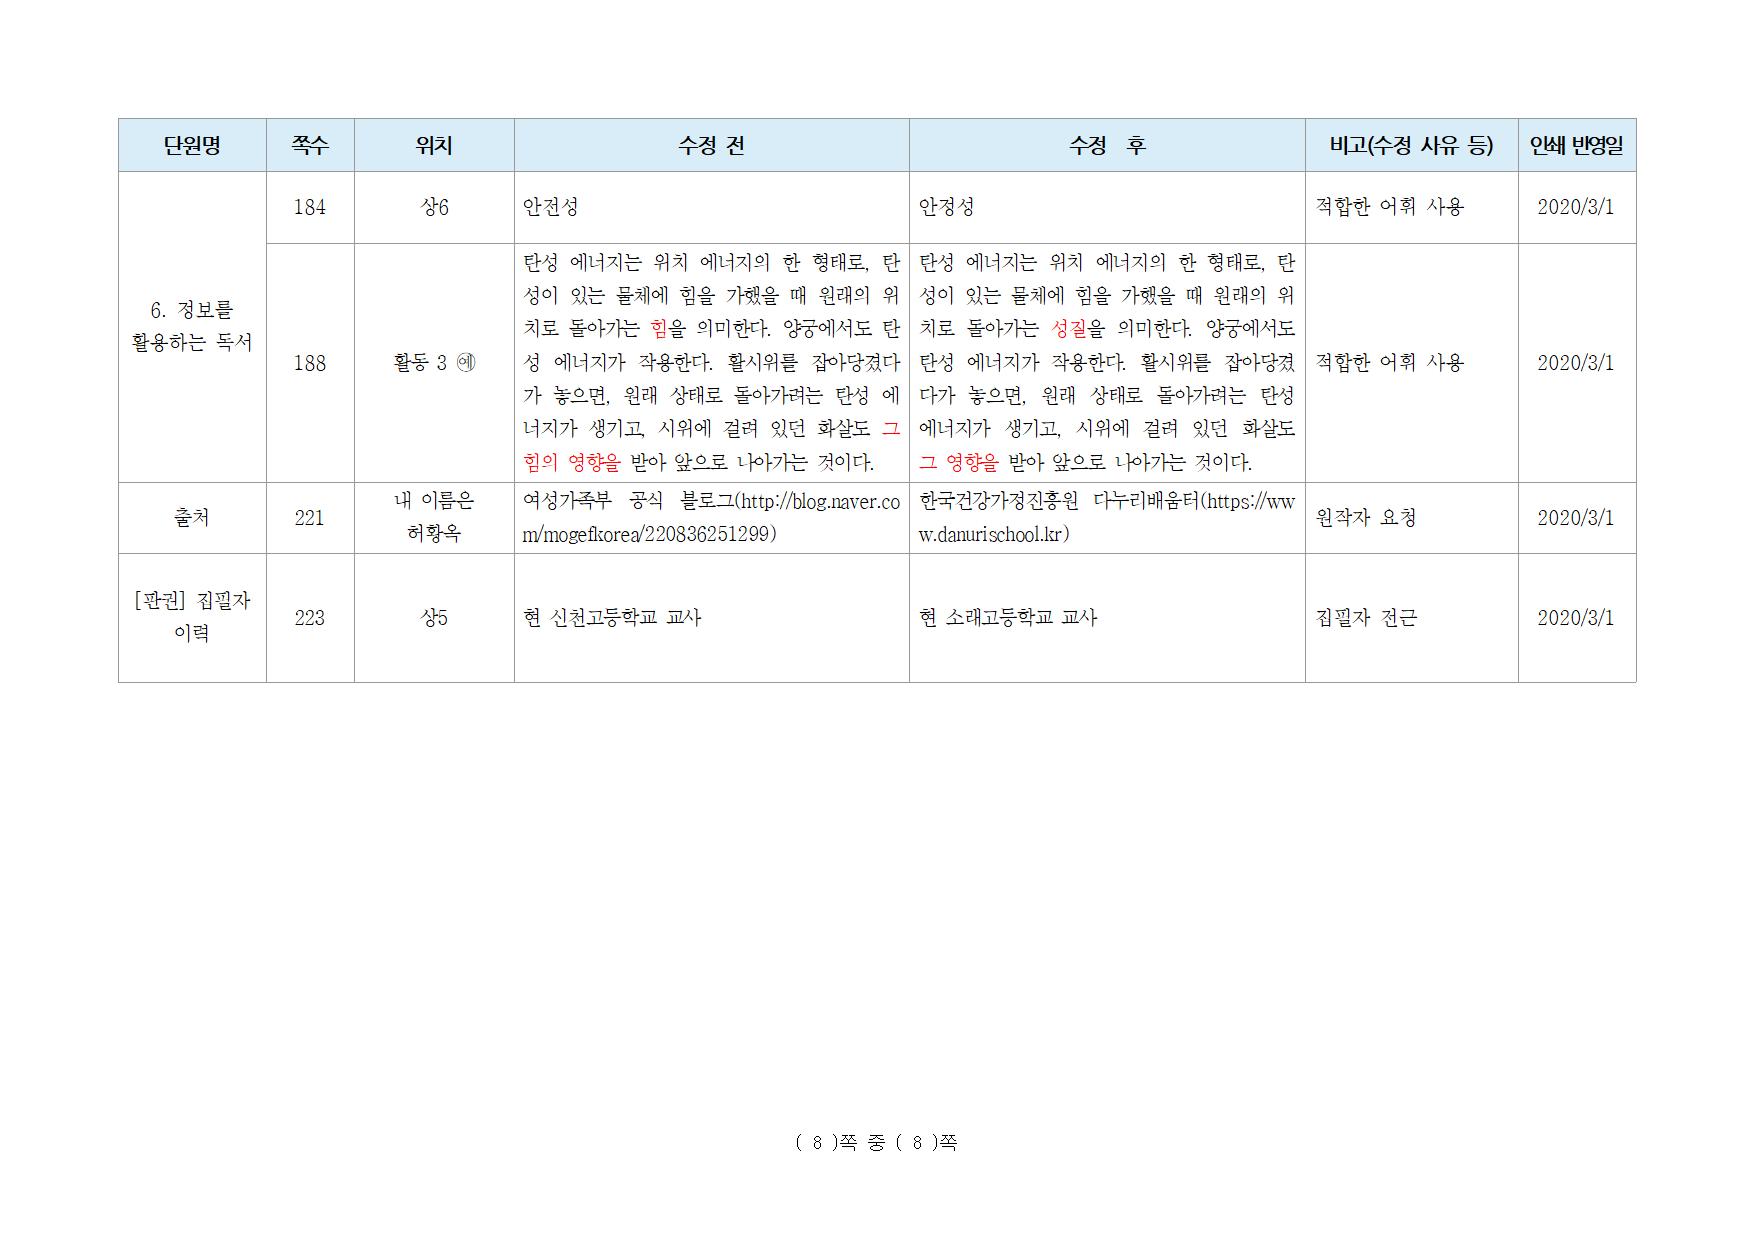 단원명 쪽수 위치 수정 전 수정 후 비고(수정 사유 등) 인쇄 반영일
6. 정보를
활용하는 독서
184 상6 안전성 안정성 적합한 어휘 사용 2020/3/1
188 활동 3 ㉠예
탄성 에너지는 위치 에너지의 한 형태로, 탄
성이 있는 물체에 힘을 가했을 때 원래의 위
치로 돌아가는 힘을 의미한다. 양궁에서도 탄
성 에너지가 작용한다. 활시위를 잡아당겼다
가 놓으면, 원래 상태로 돌아가려는 탄성 에
너지가 생기고, 시위에 걸려 있던 화살도 그
힘의 영향을 받아 앞으로 나아가는 것이다.
탄성 에너지는 위치 에너지의 한 형태로, 탄
성이 있는 물체에 힘을 가했을 때 원래의 위
치로 돌아가는 성질을 의미한다. 양궁에서도
탄성 에너지가 작용한다. 활시위를 잡아당겼
다가 놓으면, 원래 상태로 돌아가려는 탄성
에너지가 생기고, 시위에 걸려 있던 화살도
그 영향을 받아 앞으로 나아가는 것이다.
적합한 어휘 사용 2020/3/1
출처 221
내 이름은
허황옥
여성가족부 공식 블로그(http://blog.naver.co
m/mogefkorea/220836251299)
한국건강가정진흥원 다누리배움터(https://ww
w.danurischool.kr)
원작자 요청 2020/3/1
[판권] 집필자
이력
223 상5 현 신천고등학교 교사 현 소래고등학교 교사 집필자 전근 2020/3/1
( 8 )쪽 중 ( 8 )쪽